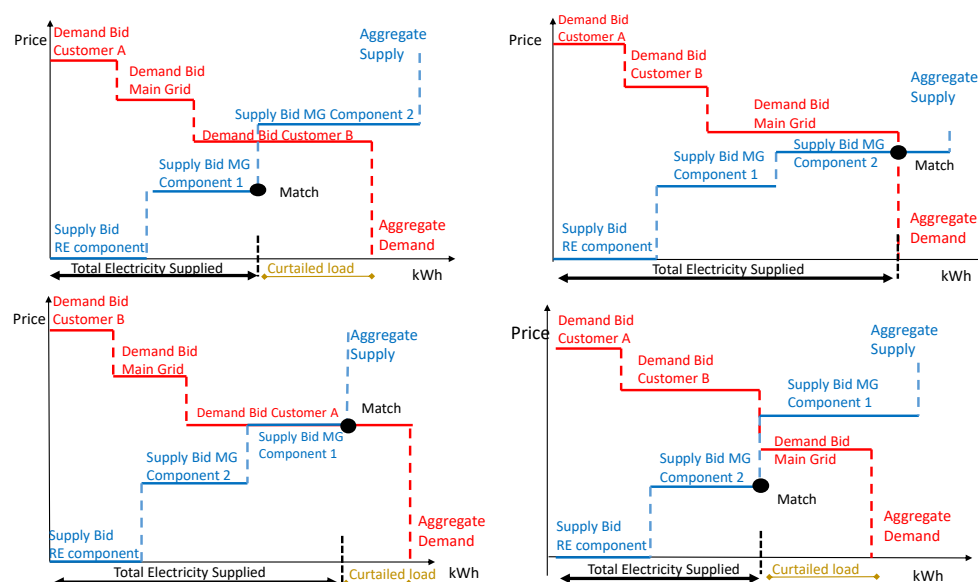 Price
Demand Bid
Customer A
Demand Bid
Main Grid
Aggregate
Supply
Supply Bid MG Component 2
Demand Bid Customer B
Supply Bid MG
Component 1
Match
Supply Bid
RE component
Aggregate
Demand
Total Electricity Supplied
Curtailed load
kWh
Price
Demand Bid
Customer A
Demand Bid
Customer B
Aggregate
Supply
Demand Bid
Main Grid
Supply Bid MG
Component 1
Supply Bid MG
Component 2
Match
Supply Bid
RE component
Aggregate
Demand
Total Electricity Supplied
kWh
Price
Demand Bid
Customer B
Demand Bid
Main Grid
Aggregate
Supply
Demand Bid Customer A
Match
Supply Bid MG
Component 1
Supply Bid MG
Component 2
Supply Bid
RE component
Aggregate
Demand
Total Electricity Supplied
Curtailed load
kWh
Price
Demand Bid
Customer A
Demand Bid
Customer B
Aggregate
Supply
Supply Bid MG
Component 1
Demand Bid
Main Grid
Supply Bid MG
Component 2
Match
Supply Bid
RE component
Aggregate
Demand
Total Electricity Supplied
Curtailed load
kWh